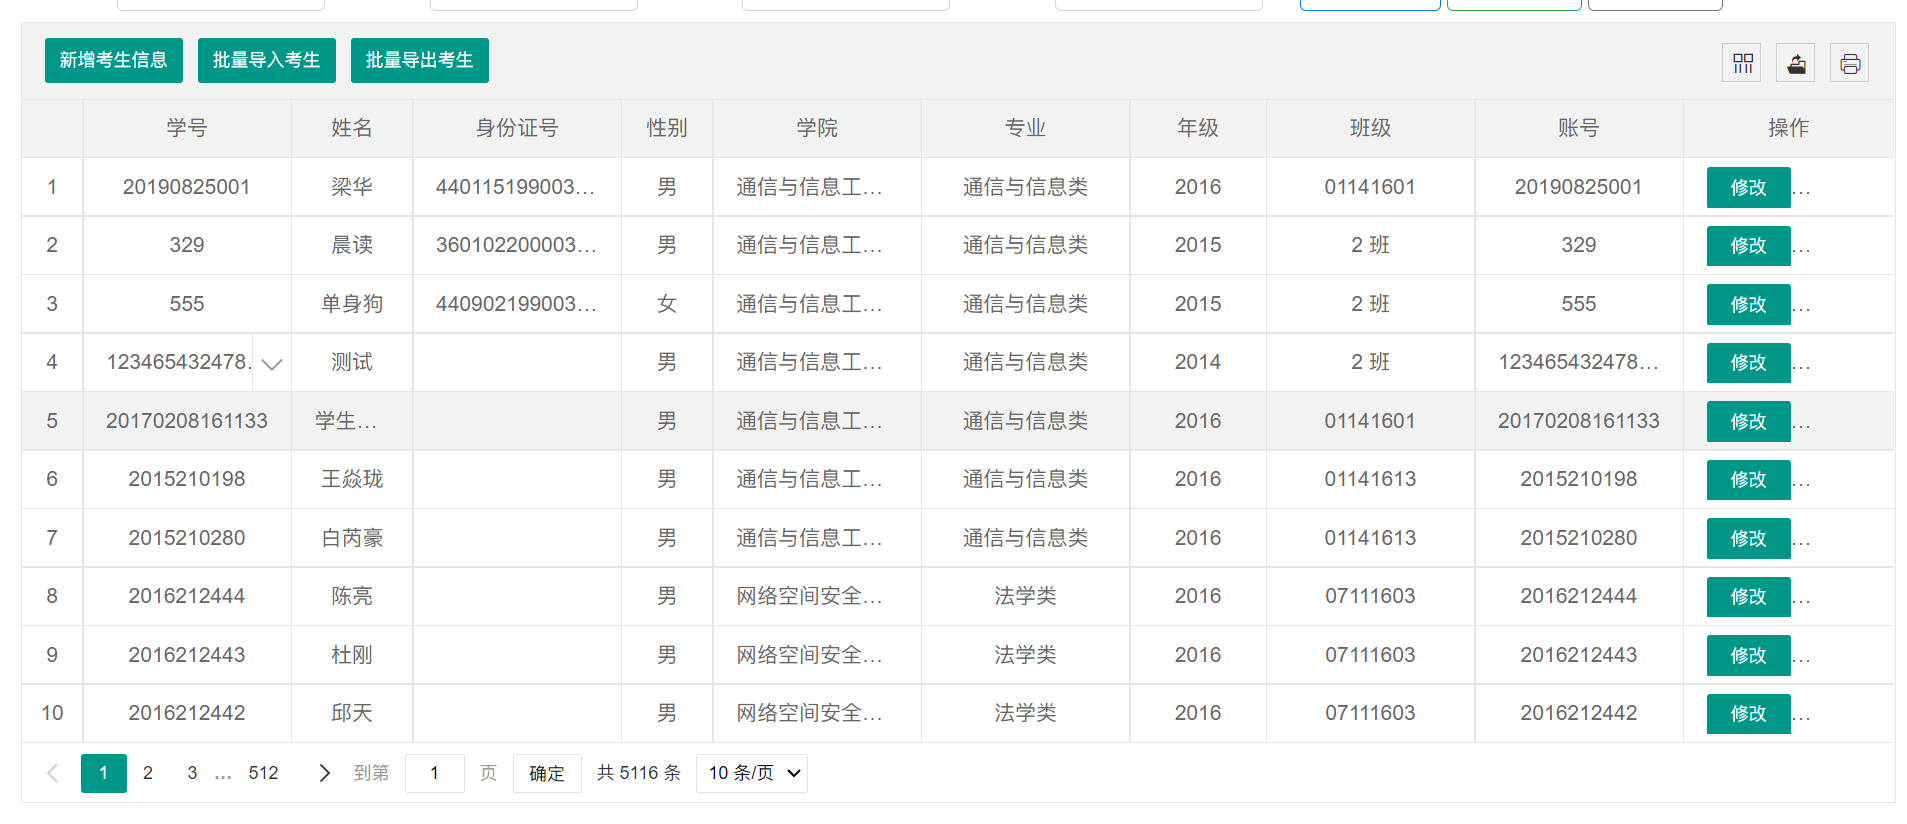 新增考生信息 批量导入考生 批量导出考生
学号 姓名 身份证号 性别 学院 专业 年级 班级 账号 操作
1 20190825001 梁华 440115199003... 男 通信与信息工... 通信与信息类 2016 01141601 20190825001 修改 ...
2 329 晨读 360102200003... 男 通信与信息工... 通信与信息类 2015 2 班 329 修改 ...
3 555 单身狗 440902199003... 女 通信与信息工... 通信与信息类 2015 2 班 555 修改 ...
4 123465432478. 测试 男 通信与信息工... 通信与信息类 2014 2 班 123465432478... 修改 ...
5 20170208161133 学生... 男 通信与信息工... 通信与信息类 2016 01141601 20170208161133 修改 ...
6 2015210198 王焱珑 男 通信与信息工... 通信与信息类 2016 01141613 2015210198 修改 ...
7 2015210280 白芮豪 男 通信与信息工... 通信与信息类 2016 01141613 2015210280 修改 ...
8 2016212444 陈亮 男 网络空间安全... 法学类 2016 07111603 2016212444 修改 ...
9 2016212443 杜刚 男 网络空间安全... 法学类 2016 07111603 2016212443 修改 ...
10 2016212442 邱天 男 网络空间安全... 法学类 2016 07111603 2016212442 修改 ...
1 2 3 ... 512 到第 1 页 确定 共 5116 条 10 条/页